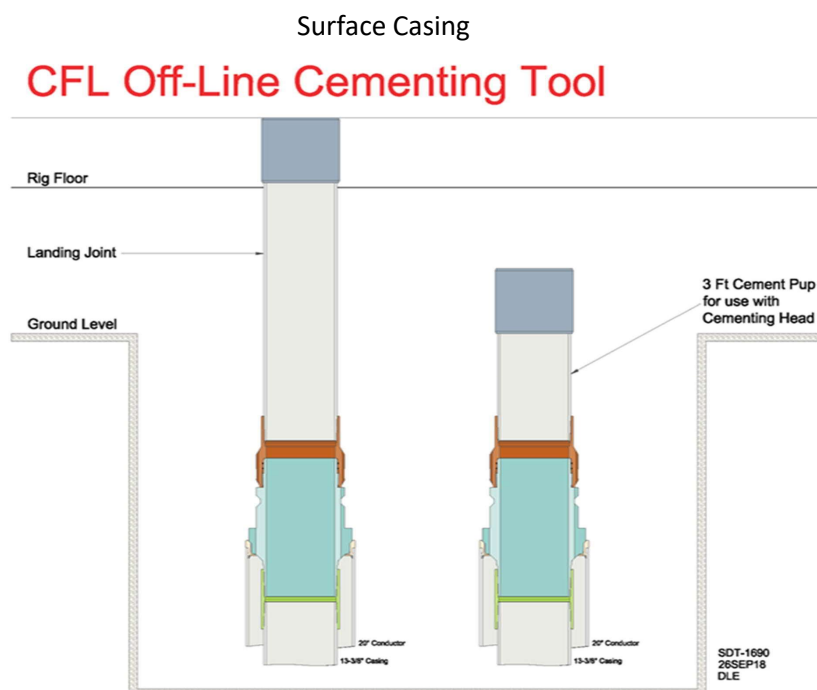 Surface Casing
CFL Off-Line Cementing Tool
Rig Floor
Landing Joint
3 Ft Cement Pup
for use with
Cementing Head
Ground Level
20" Conductor
13-3/8" Casing
20" Conductor
13-3/8" Casing
SDT-1690
26SEP18
DLE